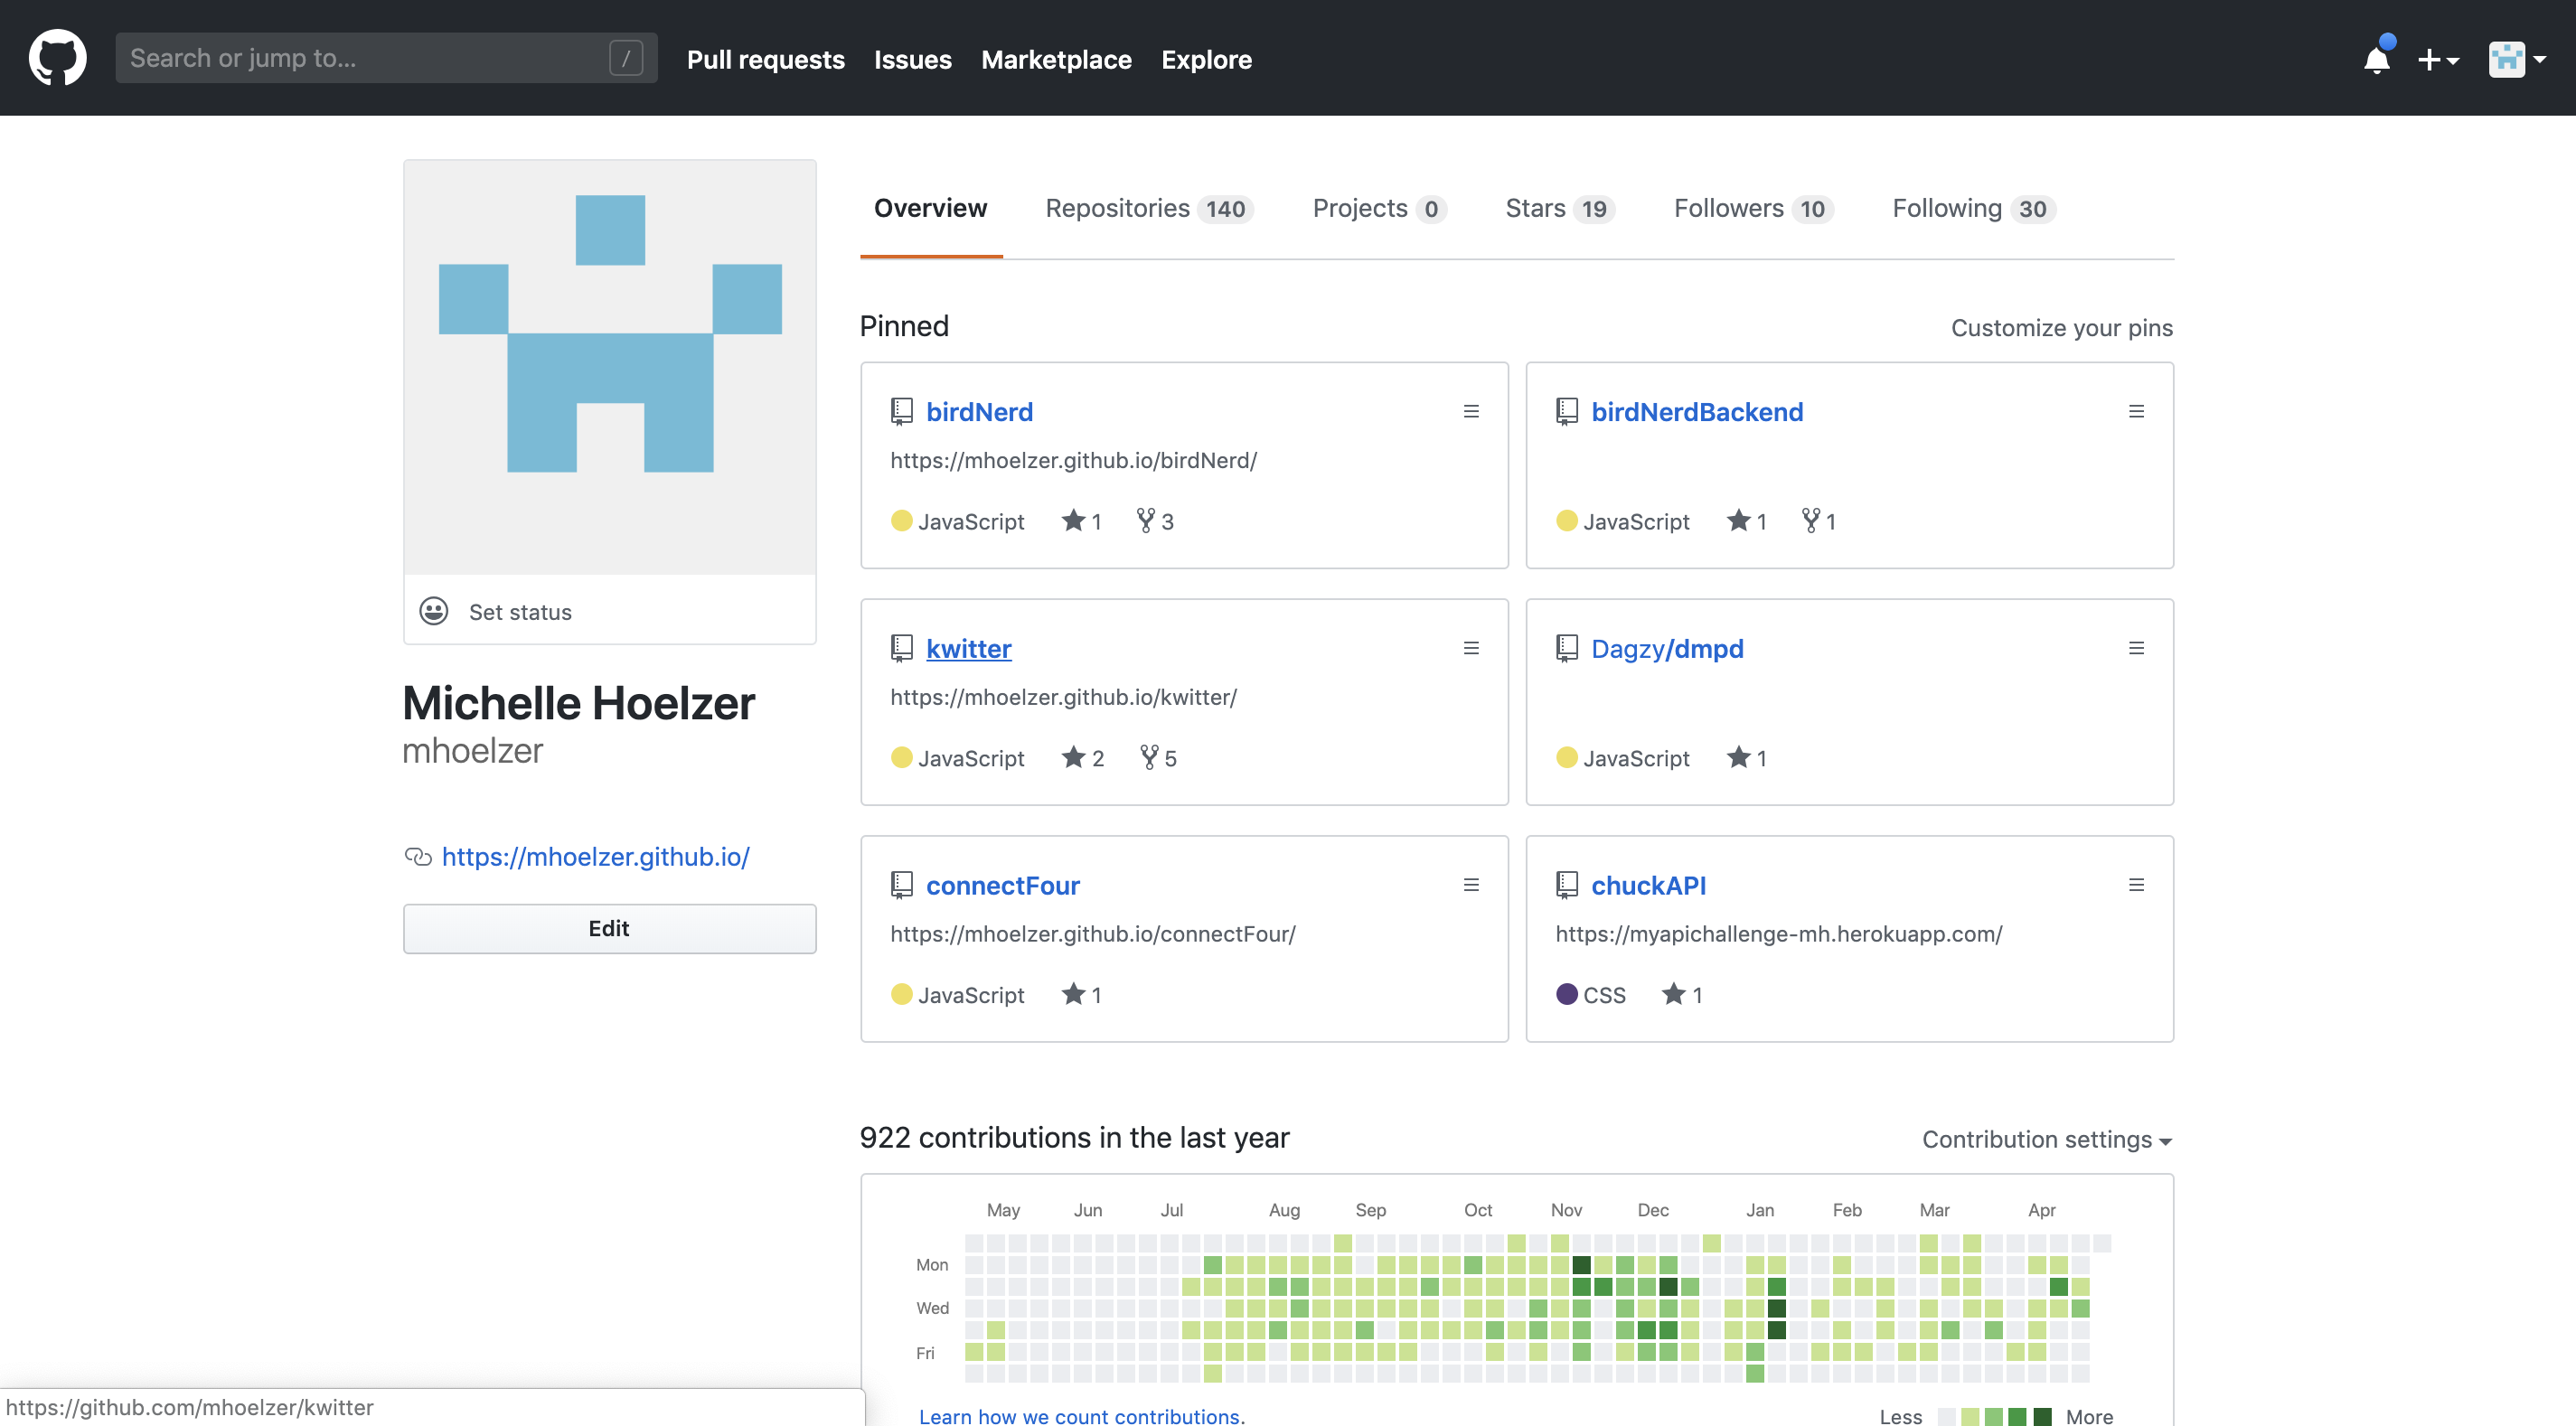 Search or jump to... /
Pull requests Issues Marketplace Explore
Overview Repositories 140 Projects 0 Stars 19 Followers 10 Following 30
Set status
Michelle Hoelzer
mhoelzer
https://mhoelzer.github.io/
Edit
Pinned
Customize your pins
birdNerd
https://mhoelzer.github.io/birdNerd/
JavaScript 1 3
birdNerdBackend
JavaScript 1 1
kwitter
https://mhoelzer.github.io/kwitter/
JavaScript 2 5
Dagzy/dmpd
JavaScript 1
connectFour
https://mhoelzer.github.io/connectFour/
JavaScript 1
chuckAPI
https://myapichallenge-mh.herokuapp.com/
CSS 1
922 contributions in the last year
Contribution settings
May Jun Jul Aug Sep Oct Nov Dec Jan Feb Mar Apr
Mon
Wed
Fri
Learn how we count contributions.
Less More
https://github.com/mhoelzer/kwitter